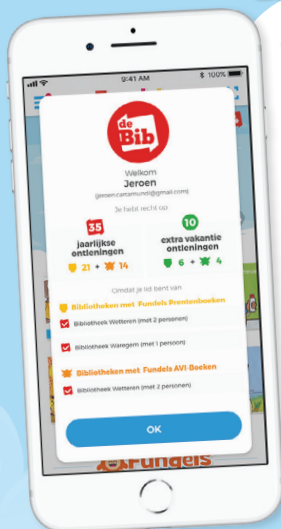 9:41 AM
100%
de
Bib
Welkom
Jeroen
(jeroen.carramundi@gmail.com)
Je hebt recht op:
35
jaarlijkse
ontleningen
21 + 14
10
extra vakantie
ontleningen
6 + 4
Omdat je lid bent van
Bibliotheken met Fundels Prentenboeken
Bibliotheek Wetteren (met 2 personen)
Bibliotheek Waregem (met 1 persoon)
Bibliotheken met Fundels AVI-Boeken
Bibliotheek Wetteren (met 2 personen)
OK
Fundels